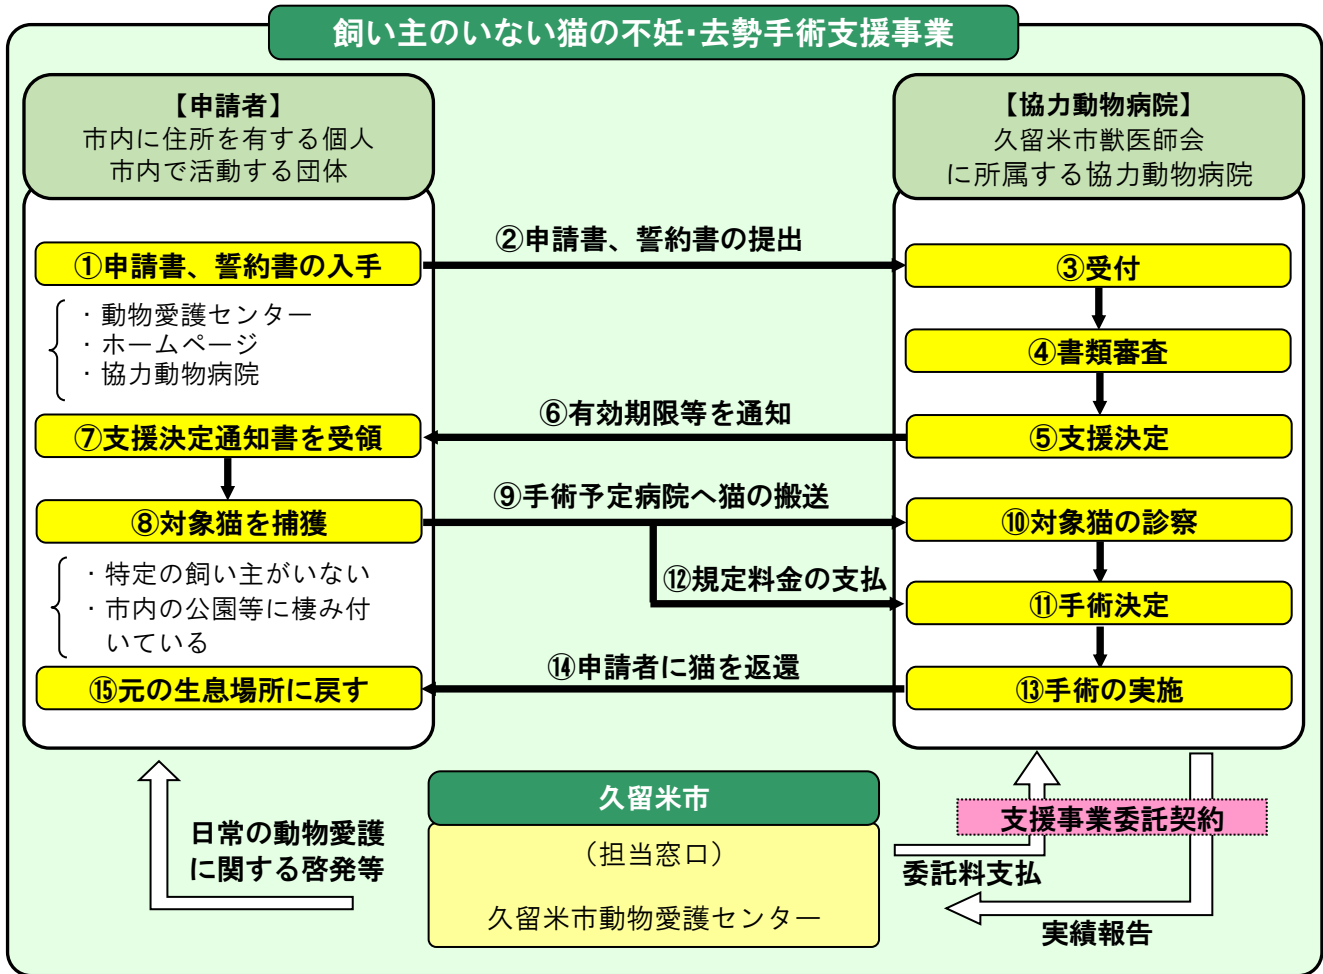 飼い主のいない猫の不妊・去勢手術支援事業
【申請者】
市内に住所を有する個人
市内で活動する団体
【協力動物病院】
久留米市獣医師会
に所属する協力動物病院
①申請書、誓約書の入手
②申請書、誓約書の提出
③受付
・動物愛護センター
・ホームページ
・協力動物病院
④書類審査
⑥有効期限等を通知
⑦支援決定通知書を受領
⑤支援決定
⑨手術予定病院へ猫の搬送
⑧対象猫を捕獲
⑩対象猫の診察
・特定の飼い主がいない
・市内の公園等に棲み付
いている
⑫規定料金の支払
⑪手術決定
⑭申請者に猫を返還
⑮元の生息場所に戻す
⑬手術の実施
久留米市
（担当窓口）
久留米市動物愛護センター
日常の動物愛護
に関する啓発等
支援事業委託契約
委託料支払
実績報告